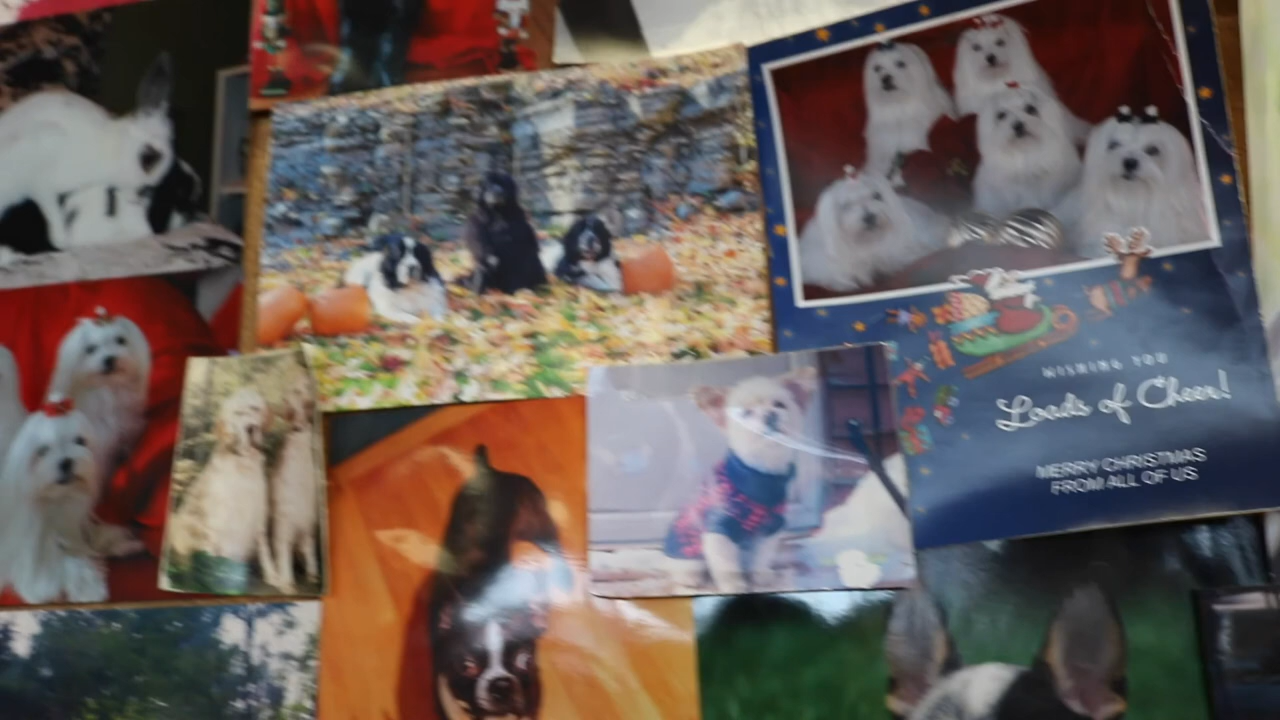 WISHING YOU
Loads of Cheer!
MERRY CHRISTMAS
FROM ALL OF US